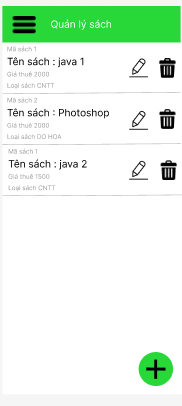 Quản lý sách
Mã sách 1
Tên sách : java 1
Giá thuê 2000
Loại sách CNTT
Mã sách 2
Tên sách : Photoshop
Giá thuê 2000
Loại sách DO HOA
Mã sách 1
Tên sách : java 2
Giá thuê 1500
Loại sách CNTT